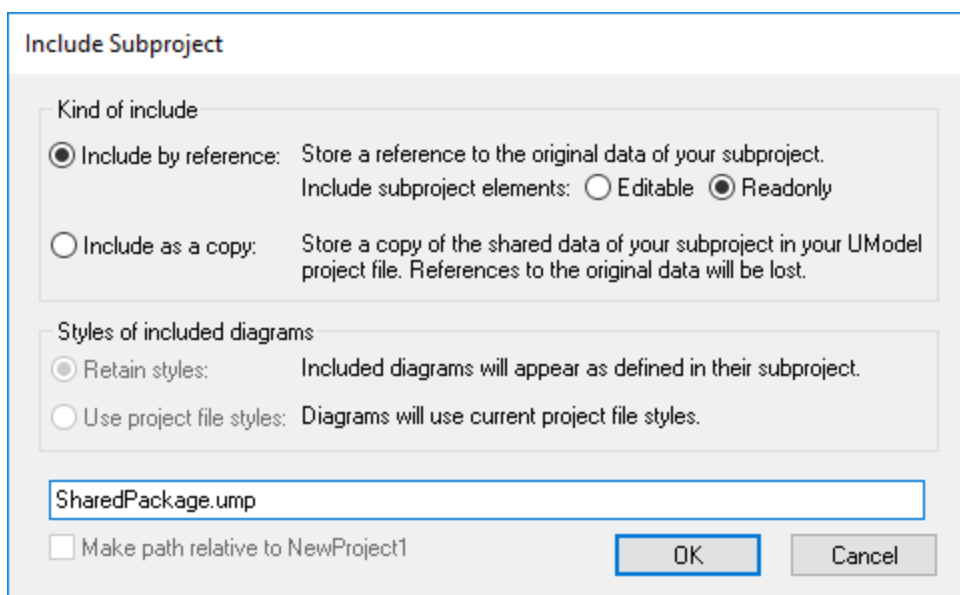 Include Subproject
Kind of include
Include by reference: Store a reference to the original data of your subproject.
Include subproject elements: Editable Readonly
Include as a copy: Store a copy of the shared data of your subproject in your UModel
project file. References to the original data will be lost.
Styles of included diagrams
Retain styles: Included diagrams will appear as defined in their subproject.
Use project file styles: Diagrams will use current project file styles.
SharedPackage.ump
Make path relative to NewProject1
OK Cancel